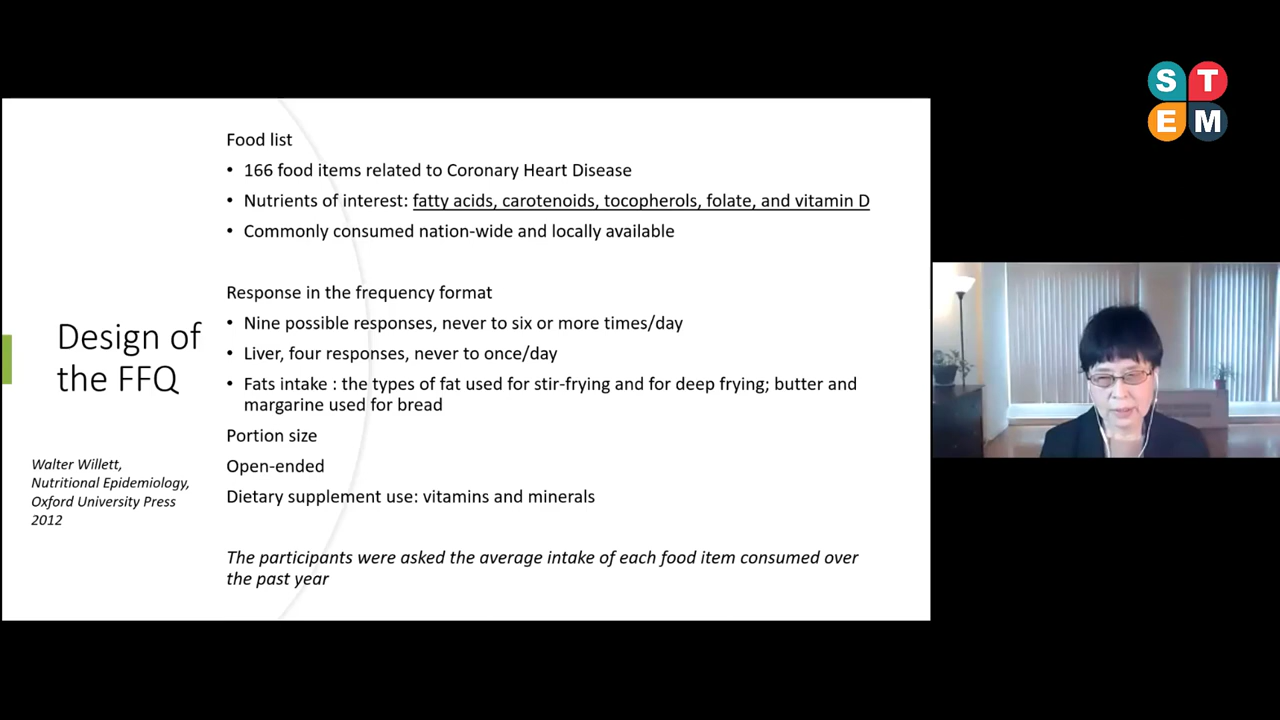 STEM
Food list
• 166 food items related to Coronary Heart Disease
• Nutrients of interest: fatty acids, carotenoids, tocopherols, folate, and vitamin D
• Commonly consumed nation-wide and locally available
Response in the frequency format
• Nine possible responses, never to six or more times/day
• Liver, four responses, never to once/day
• Fats intake : the types of fat used for stir-frying and for deep frying; butter and
margarine used for bread
Portion size
Open-ended
Dietary supplement use: vitamins and minerals
The participants were asked the average intake of each food item consumed over
the past year
Design of
the FFQ
Walter Willett,
Nutritional Epidemiology,
Oxford University Press
2012